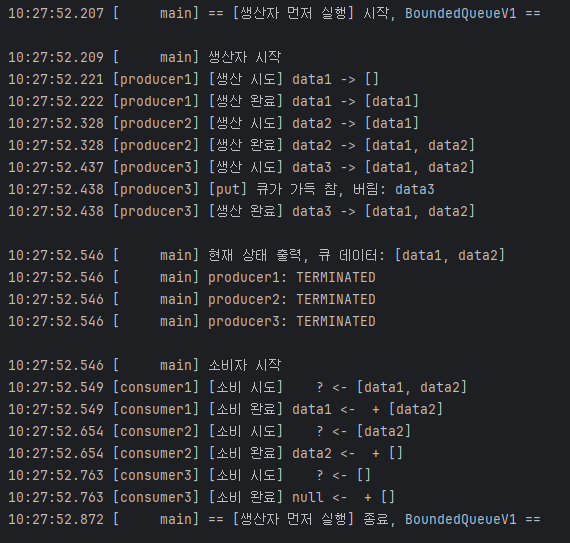 10:27:52.207 [     main] == [생산자 먼저 실행] 시작, BoundedQueueV1 ==
10:27:52.209 [     main] 생산자 시작
10:27:52.221 [producer1] [생산 시도] data1 -> []
10:27:52.222 [producer1] [생산 완료] data1 -> [data1]
10:27:52.328 [producer2] [생산 시도] data2 -> [data1]
10:27:52.328 [producer2] [생산 완료] data2 -> [data1, data2]
10:27:52.437 [producer3] [생산 시도] data3 -> [data1, data2]
10:27:52.438 [producer3] [put] 큐가 가득 참, 버림: data3
10:27:52.438 [producer3] [생산 완료] data3 -> [data1, data2]
10:27:52.546 [     main] 현재 상태 출력, 큐 데이터: [data1, data2]
10:27:52.546 [     main] producer1: TERMINATED
10:27:52.546 [     main] producer2: TERMINATED
10:27:52.546 [     main] producer3: TERMINATED
10:27:52.546 [     main] 소비자 시작
10:27:52.549 [consumer1] [소비 시도]    ? <- [data1, data2]
10:27:52.549 [consumer1] [소비 완료] data1 <-  + [data2]
10:27:52.654 [consumer2] [소비 시도]    ? <- [data2]
10:27:52.654 [consumer2] [소비 완료] data2 <-  + []
10:27:52.763 [consumer3] [소비 시도]    ? <- []
10:27:52.763 [consumer3] [소비 완료] null <-  + []
10:27:52.872 [     main] == [생산자 먼저 실행] 종료, BoundedQueueV1 ==